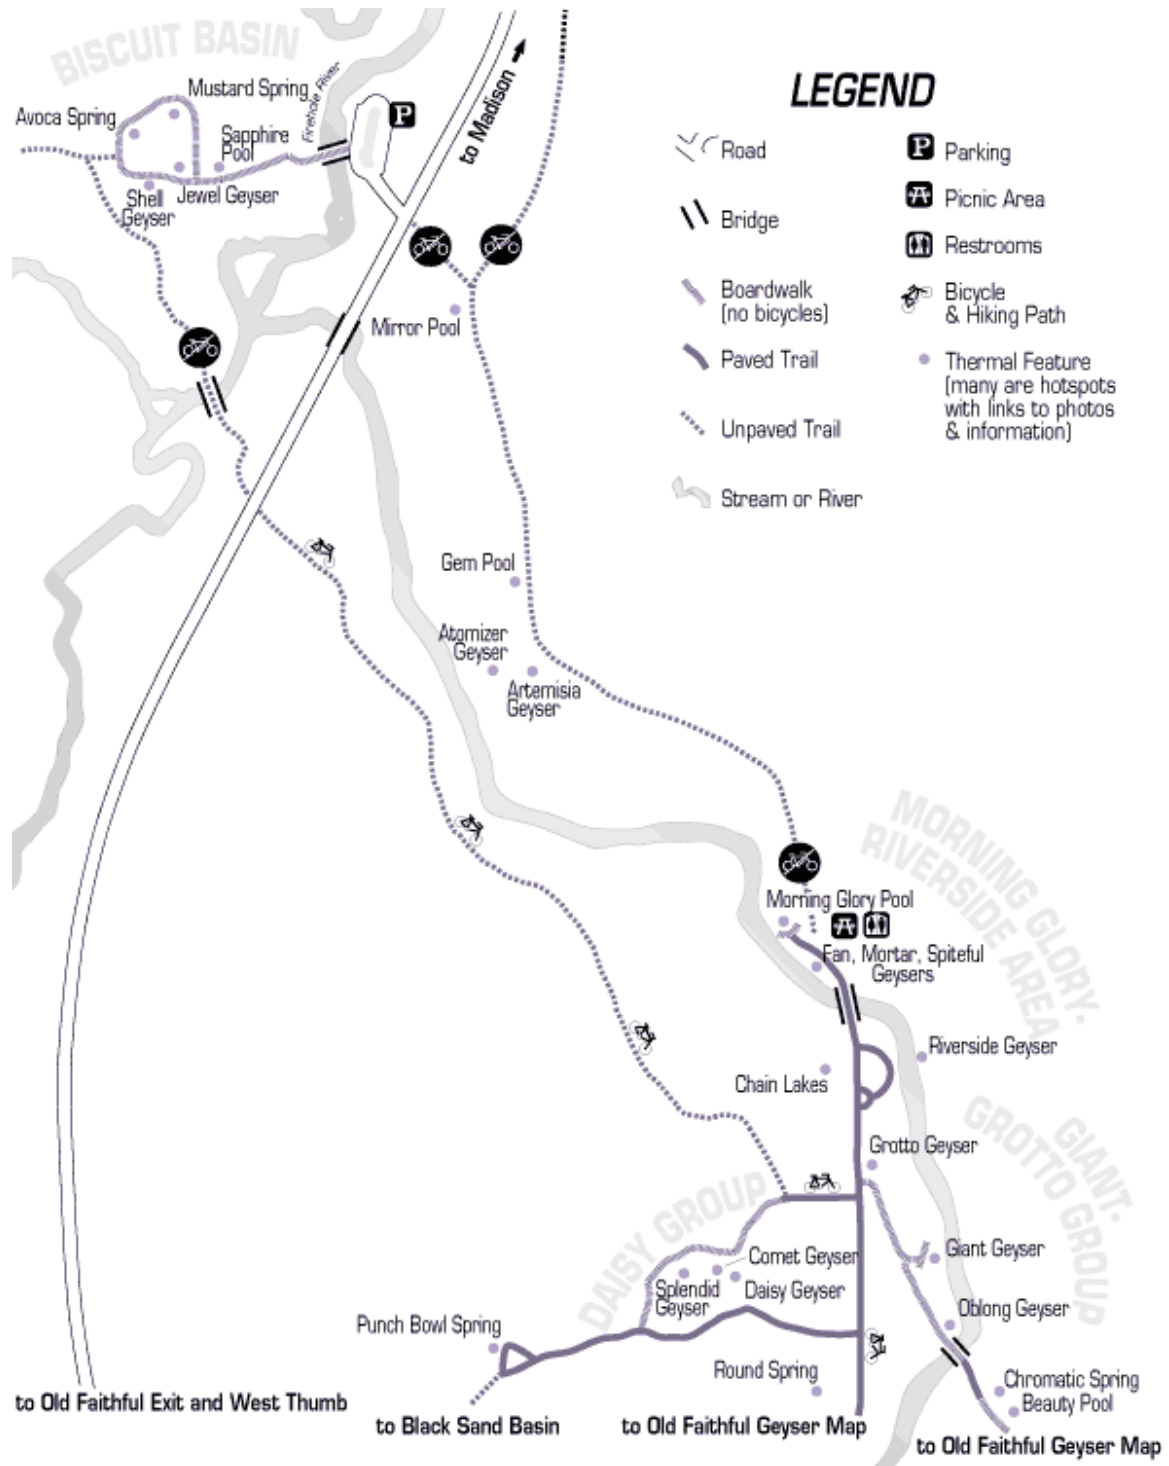 BISCUIT BASIN
Mustard Spring
Avoca Spring
Firehole River
Sapphire
Pool
Shell
Geyser
Jewel Geyser
P
to Madison
LEGEND
Road
Bridge
Boardwalk
(no bicycles)
Paved Trail
Unpaved Trail
Stream or River
P
Parking
Picnic Area
Restrooms
Bicycle
& Hiking Path
Thermal Feature
(many are hotspots
with links to photos
& information)
Mirror Pool
Gem Pool
Atomizer
Geyser
Artemisia
Geyser
MORNING GLORY-
RIVERSIDE AREA
Morning Glory Pool
Fan, Mortar, Spiteful
Geysers
Riverside Geyser
Chain Lakes
GIANT-
GROTTO GROUP
Grotto Geyser
DAISY GROUP
Giant Geyser
Comet Geyser
Splendid
Geyser
Daisy Geyser
Oblong Geyser
Punch Bowl Spring
Round Spring
Chromatic Spring
Beauty Pool
to Old Faithful Exit and West Thumb
to Black Sand Basin
to Old Faithful Geyser Map
to Old Faithful Geyser Map